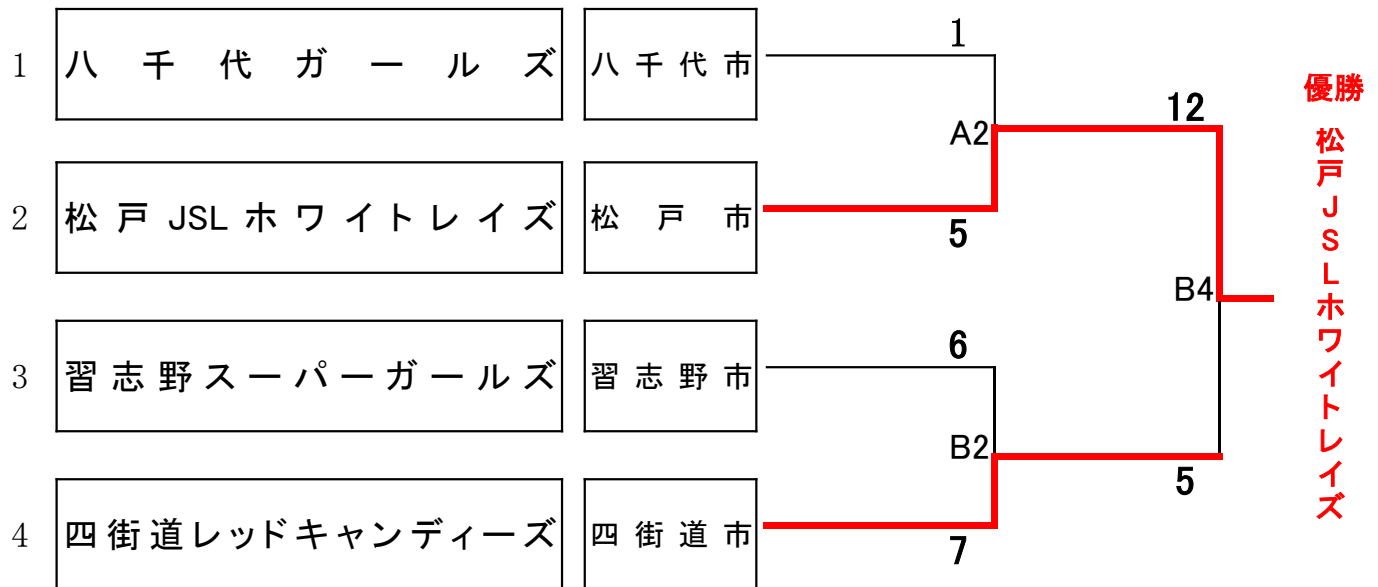 1 八千代ガールズ 八千代市 1
A2
2 松戸JSLホワイトレイズ 松戸市 5
12
B4
優勝
松戸JSLホワイトレイズ
3 習志野スーパーガールズ 習志野市 6
B2
5
4 四街道レッドキャンディーズ 四街道市 7